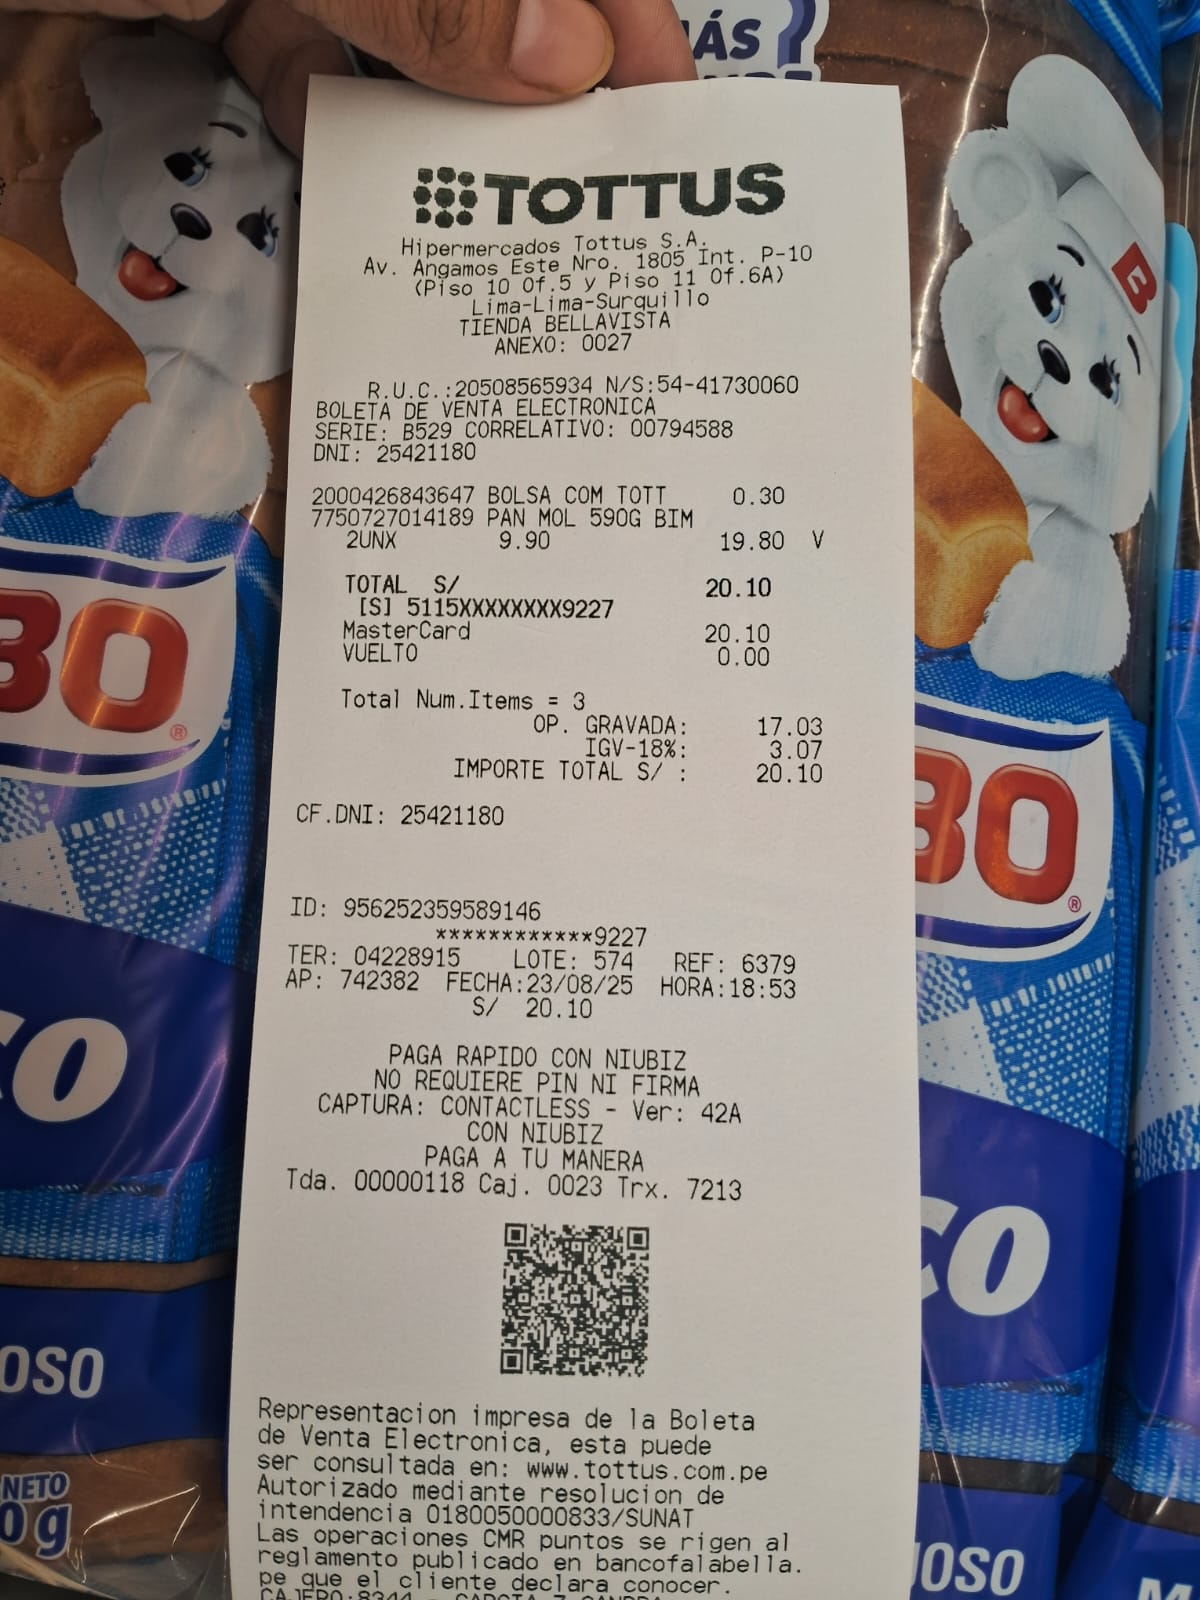 MÁS
TOTTUS
Hipermercados Tottus S.A.
Av. Angamos Este Nro. 1805 Int. P-10
(Piso 10 Of.5 y Piso 11 Of.6A)
Lima-Lima-Surquillo
TIENDA BELLAVISTA
ANEXO: 0027
R.U.C.:20508565934 N/S:54-41730060
BOLETA DE VENTA ELECTRONICA
SERIE: B529 CORRELATIVO: 00794588
DNI: 25421180
2000426843647 BOLSA COM TOTT 0.30
7750727014189 PAN MOL 590G BIM
2UNX 9.90 19.80 V
TOTAL S/ 20.10
[S] 5115XXXXXXXX9227
MasterCard 20.10
VUELTO 0.00
Total Num.Items = 3
OP. GRAVADA: 17.03
IGV-18%: 3.07
IMPORTE TOTAL S/ : 20.10
CF.DNI: 25421180
ID: 956252359589146
************9227
TER: 04228915 LOTE: 574 REF: 6379
AP: 742382 FECHA:23/08/25 HORA:18:53
S/ 20.10
PAGA RAPIDO CON NIUBIZ
NO REQUIERE PIN NI FIRMA
CAPTURA: CONTACTLESS - Ver: 42A
CON NIUBIZ
PAGA A TU MANERA
Tda. 00000118 Caj. 0023 Trx. 7213
Representacion impresa de la Boleta
de Venta Electronica, esta puede
ser consultada en: www.tottus.com.pe
Autorizado mediante resolucion de
intendencia 0180050000833/SUNAT
Las operaciones CMR puntos se rigen al
reglamento publicado en bancofalabella.
pe que el cliente declara conocer.
B
BO®
CO
OSO
NETO
0g
BO®
CO
OSO
M